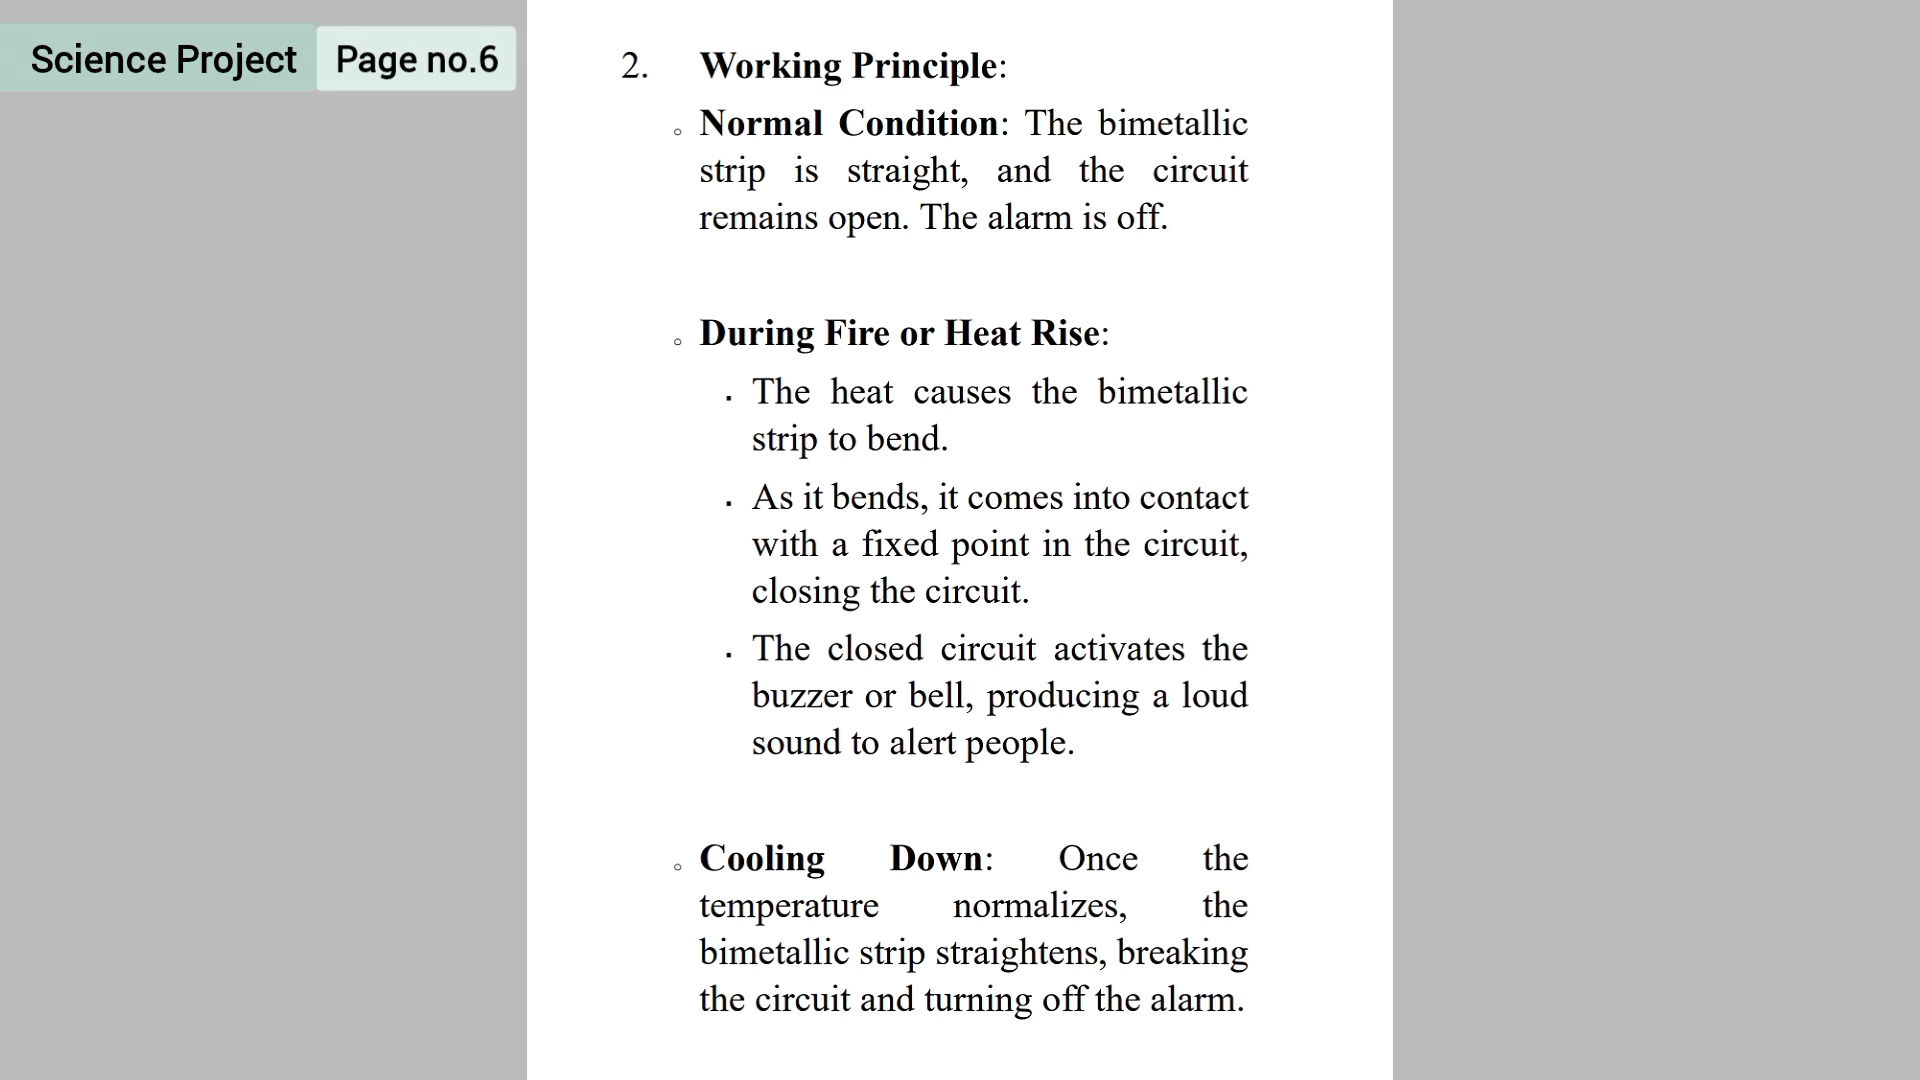 Science Project Page no.6
2. Working Principle:
◦ Normal Condition: The bimetallic
strip is straight, and the circuit
remains open. The alarm is off.
◦ During Fire or Heat Rise:
▪ The heat causes the bimetallic
strip to bend.
▪ As it bends, it comes into contact
with a fixed point in the circuit,
closing the circuit.
▪ The closed circuit activates the
buzzer or bell, producing a loud
sound to alert people.
◦ Cooling Down: Once the
temperature normalizes, the
bimetallic strip straightens, breaking
the circuit and turning off the alarm.